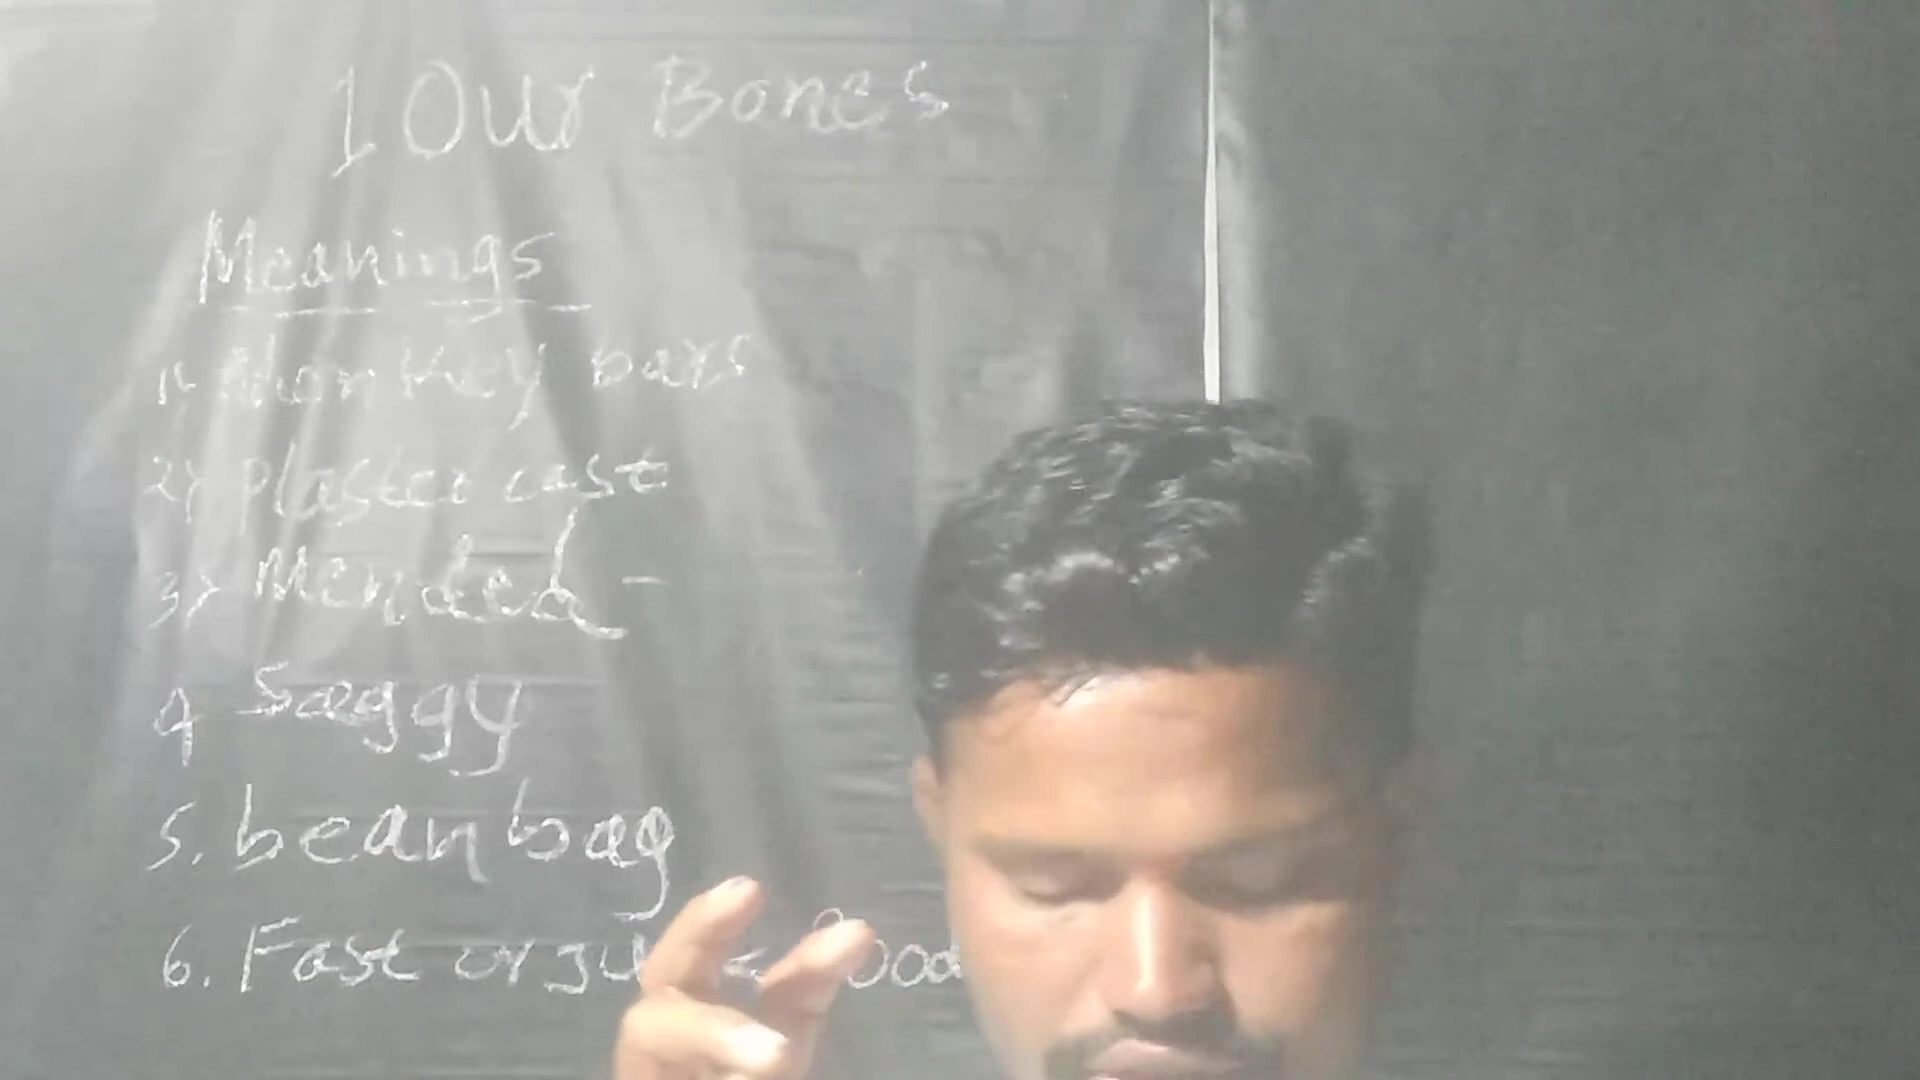 1 Our Bones
Meanings
1) Monkey bars
2) Plaster cast
3) Mended -
4 Saggy
5. bean bag
6. Fast or